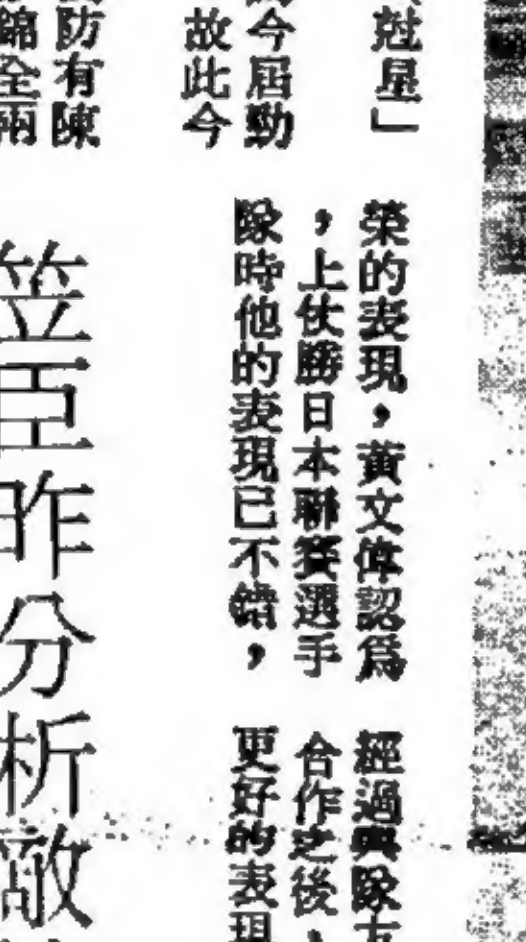 尅星」
今屆勁
故此今
防有陳
錦全兩
榮的表現，黃文偉認爲
，上仗勝日本聯賽選手
隊時他的表現已不錯，
經過與隊友
合作之後，
更好的表現
笠臣昨分析敵